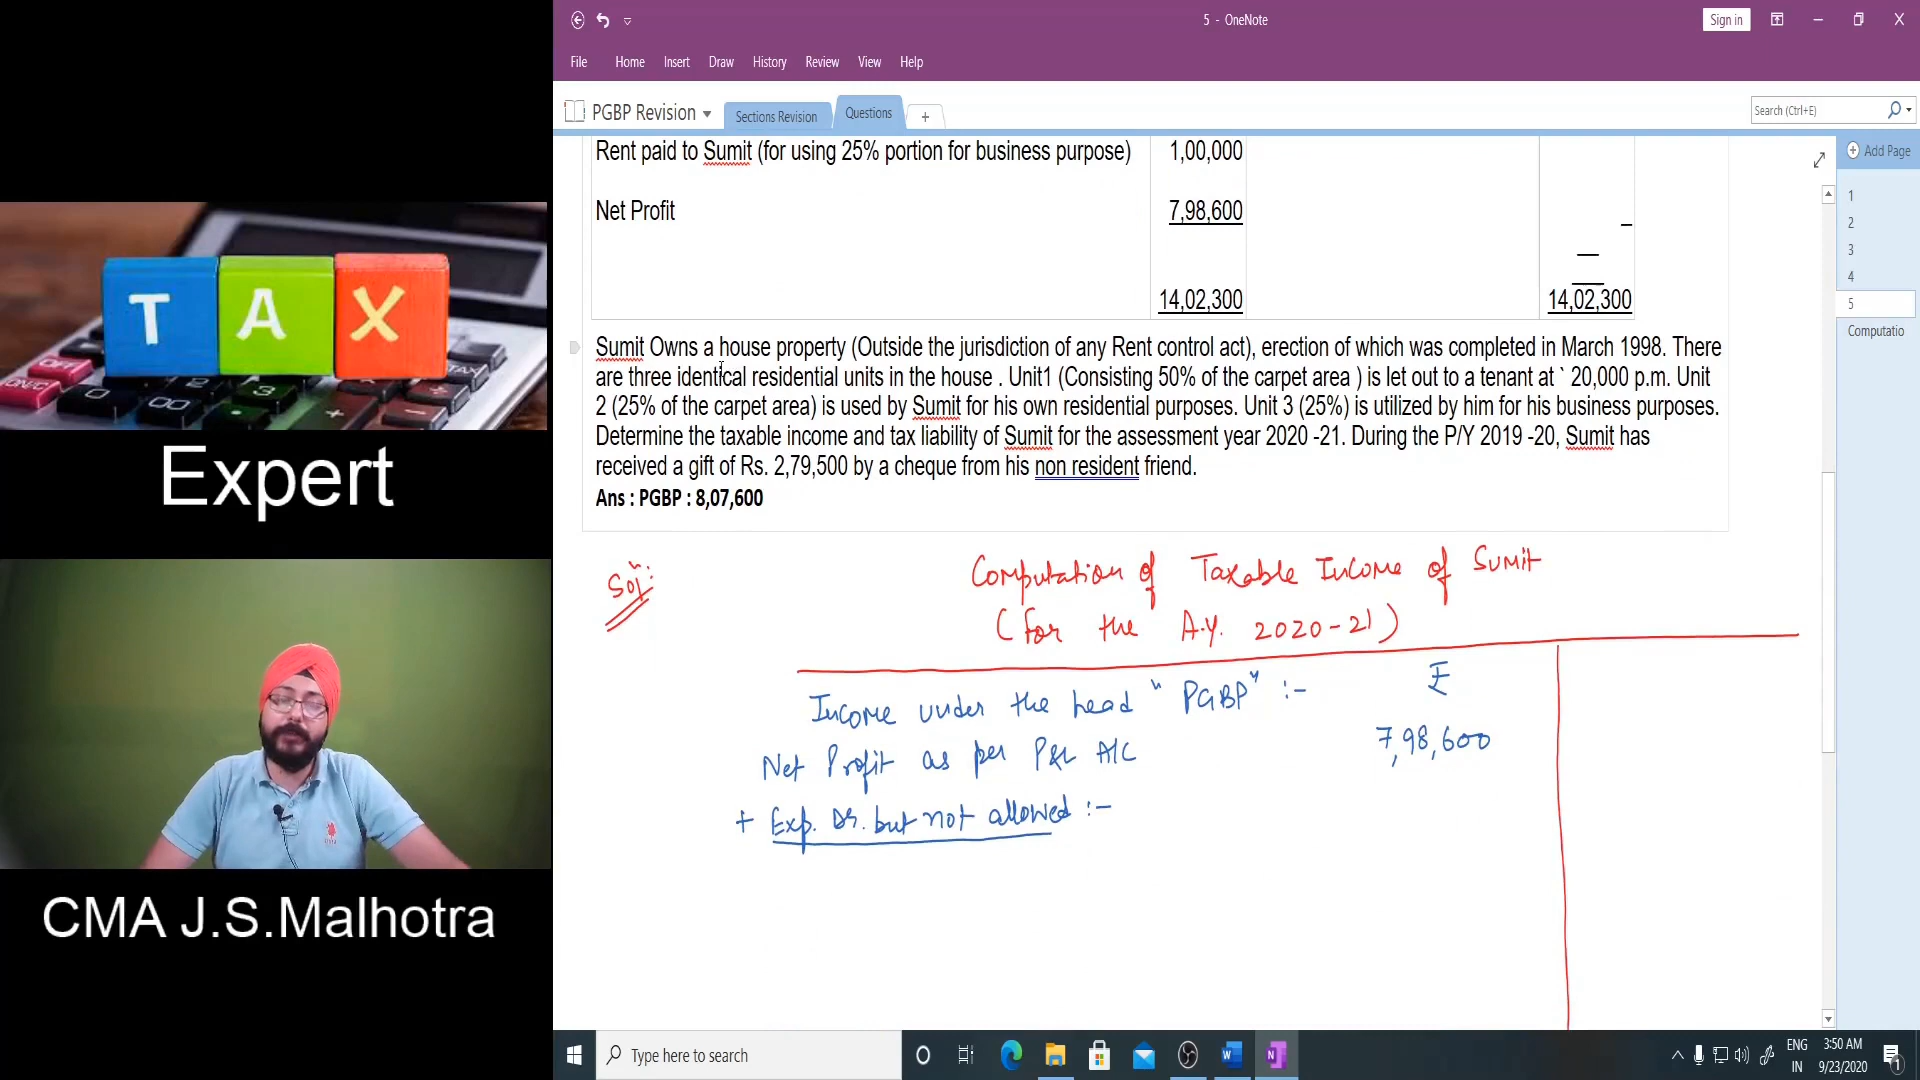 5 - OneNote
Sign in
File Home Insert Draw History Review View Help
PGBP Revision
Sections Revision
Questions
+
Search (Ctrl+E)
Add Page
1
2
3
4
5
Computatio
Rent paid to Sumit (for using 25% portion for business purpose) 1,00,000
Net Profit 7,98,600
14,02,300 14,02,300
Sumit Owns a house property (Outside the jurisdiction of any Rent control act), erection of which was completed in March 1998. There
are three identical residential units in the house . Unit1 (Consisting 50% of the carpet area ) is let out to a tenant at ` 20,000 p.m. Unit
2 (25% of the carpet area) is used by Sumit for his own residential purposes. Unit 3 (25%) is utilized by him for his business purposes.
Determine the taxable income and tax liability of Sumit for the assessment year 2020 -21. During the P/Y 2019 -20, Sumit has
received a gift of Rs. 2,79,500 by a cheque from his non resident friend.
Ans : PGBP : 8,07,600
Soln:
Computation of Taxable Income of Sumit
(for the A.Y. 2020-21)
Income under the head "PGBP" :- ₹
Net Profit as per P&L A/C 7,98,600
+ Exp. Dr. but not allowed :-
TAX
Expert
CMA J.S.Malhotra
Type here to search
ENG
IN
3:50 AM
9/23/2020
1